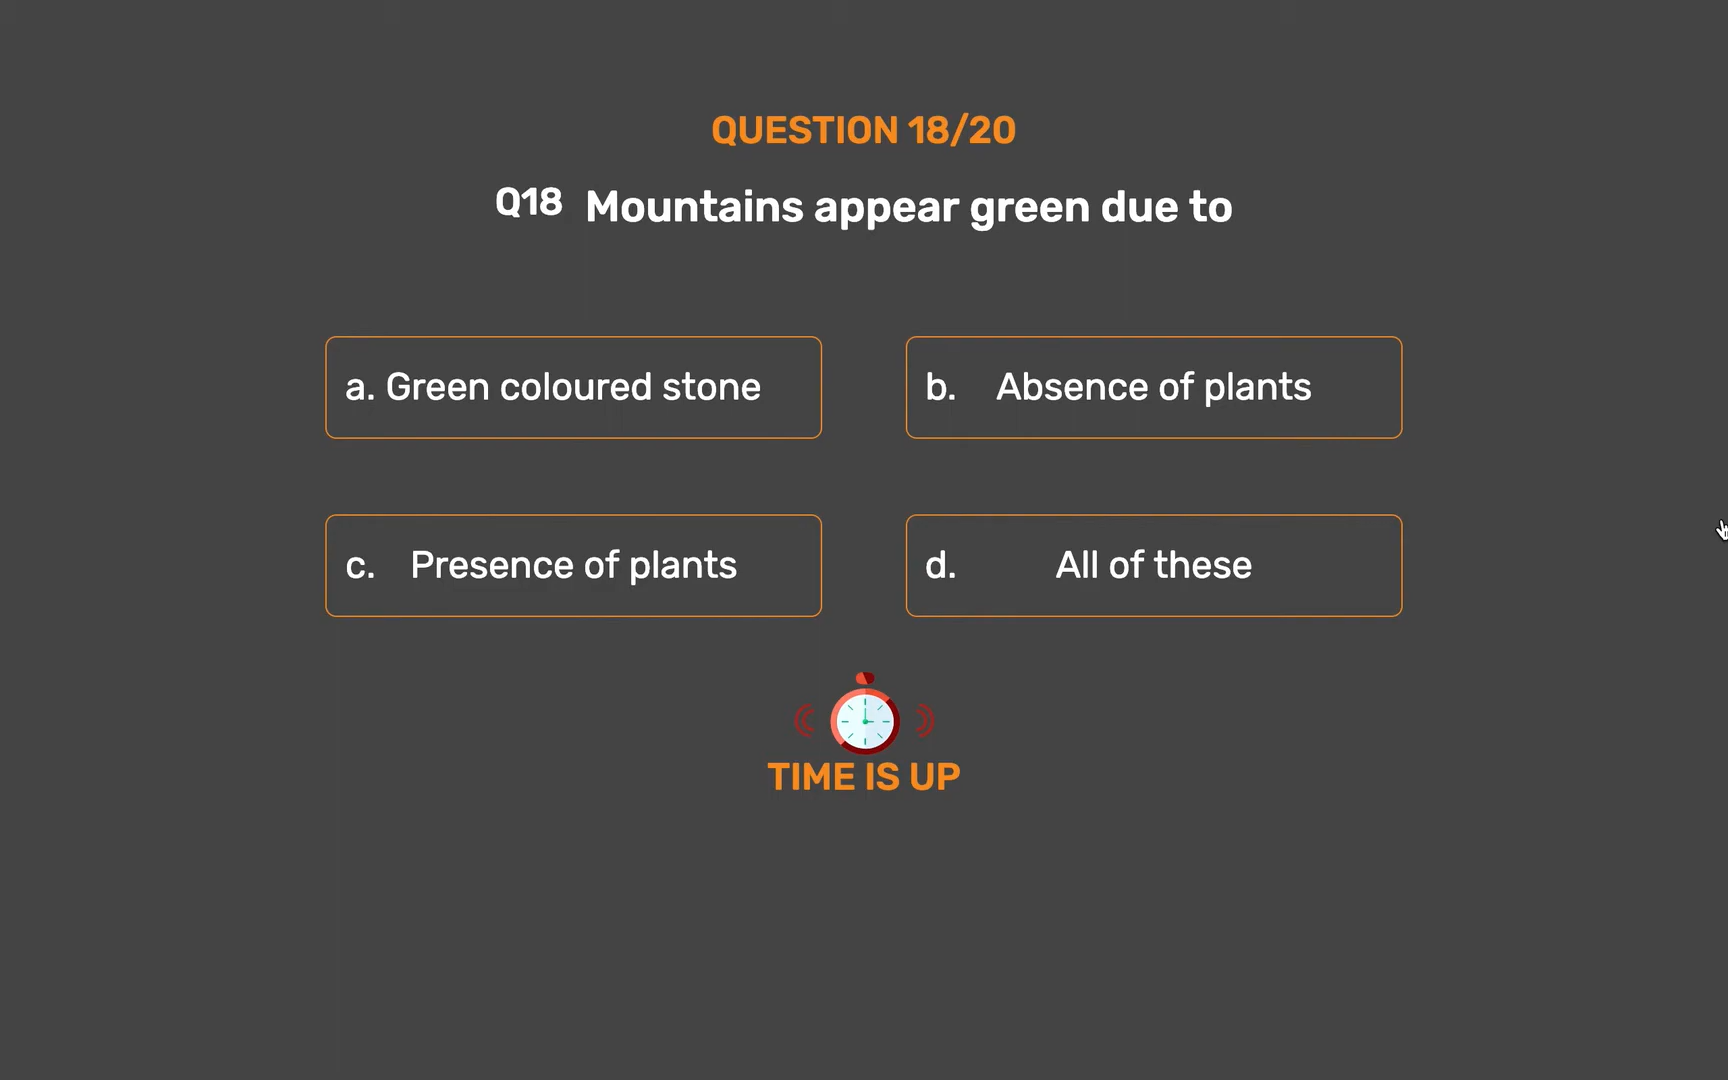 QUESTION 18/20
Q18 Mountains appear green due to
a. Green coloured stone
b. Absence of plants
c. Presence of plants
d. All of these
TIME IS UP